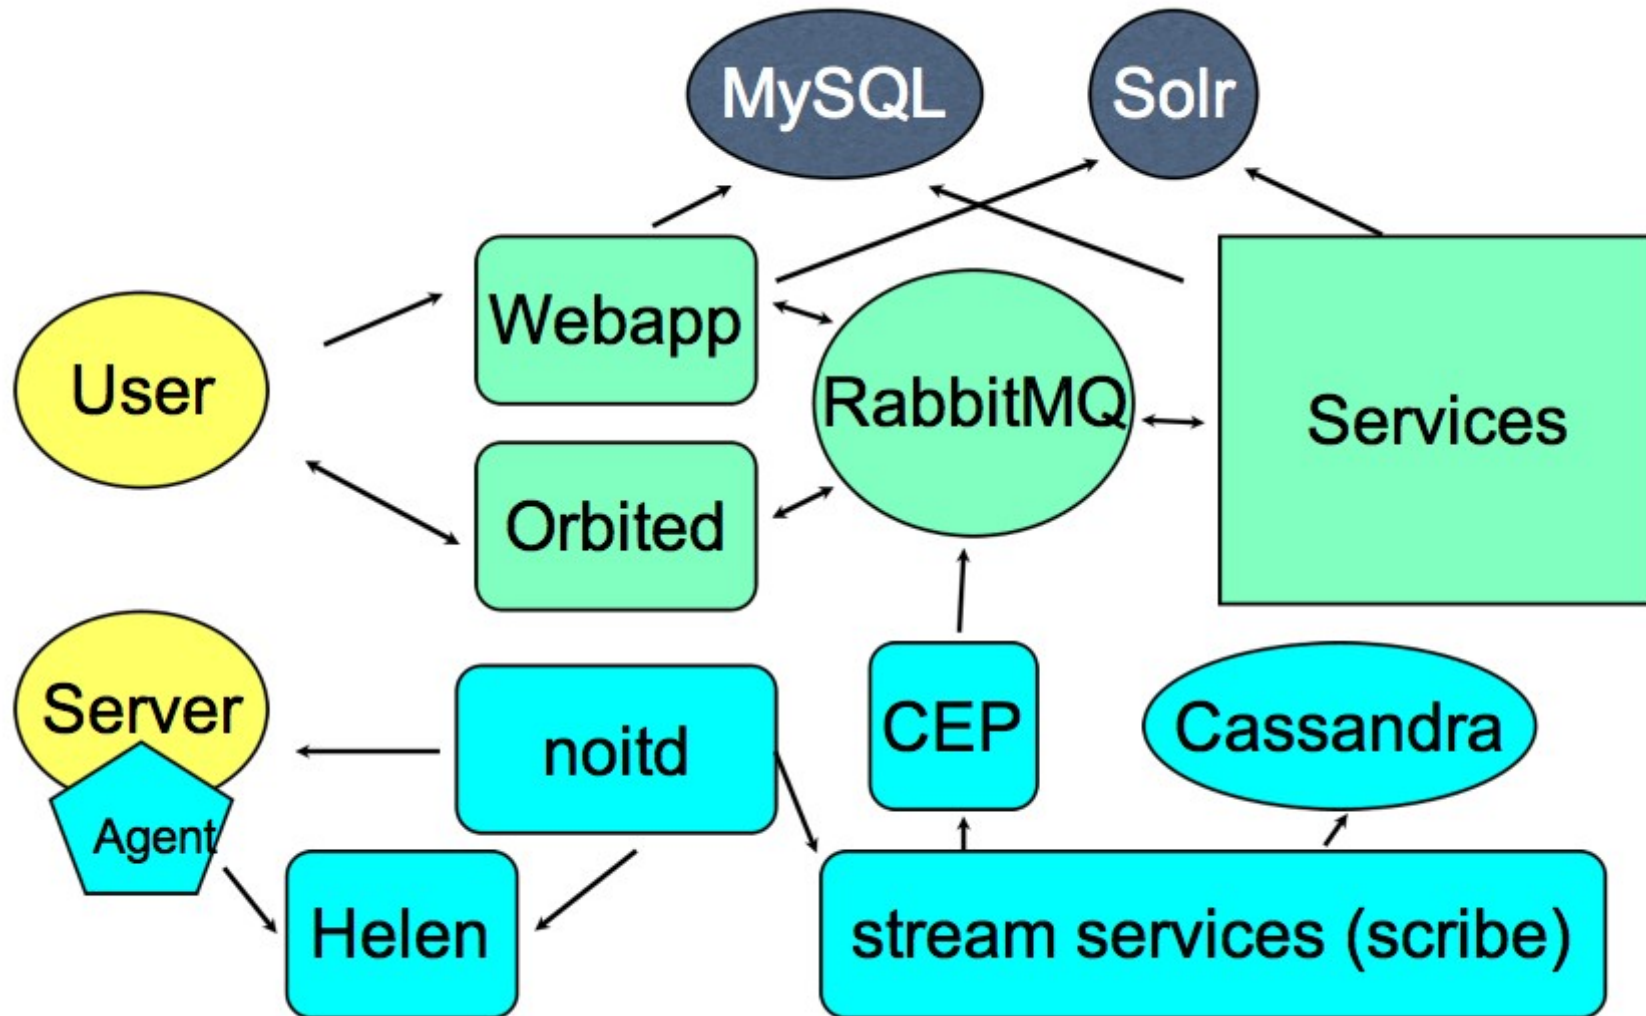 MySQL
Solr
Webapp
User
RabbitMQ
Services
Orbited
Server
noitd
CEP
Cassandra
Agent
Helen
stream services (scribe)